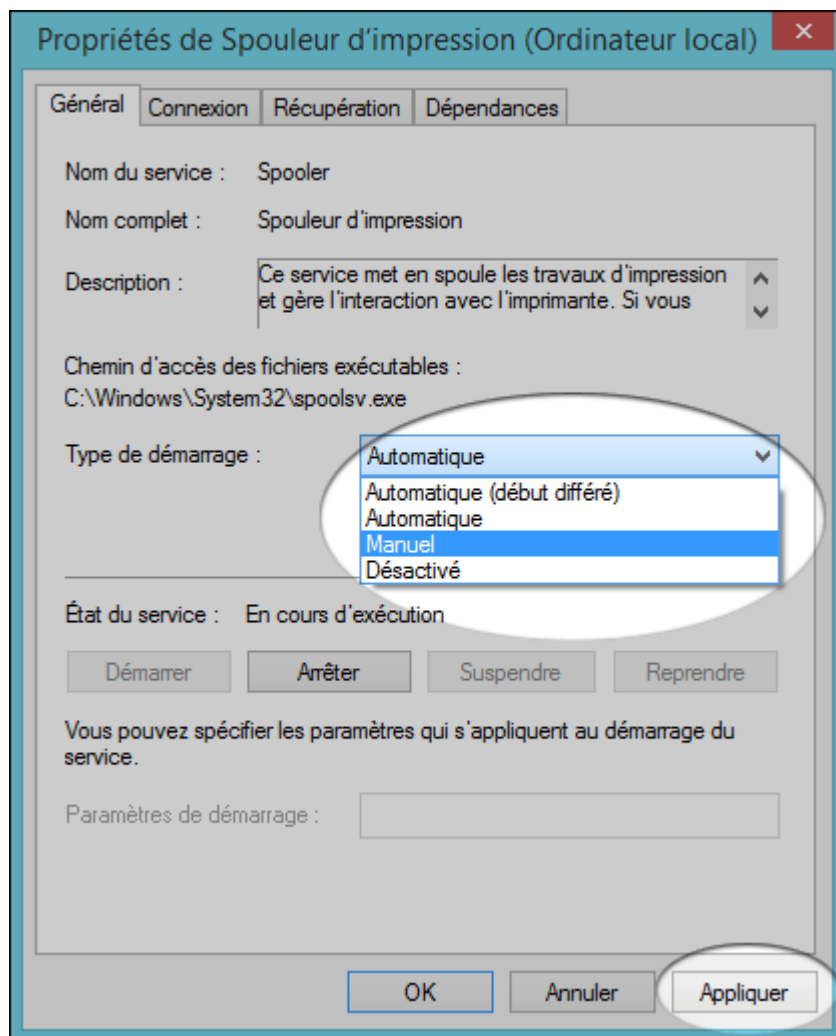 Propriétés de Spouleur d'impression (Ordinateur local)
Général
Connexion
Récupération
Dépendances
Nom du service :
Spooler
Nom complet :
Spouleur d'impression
Description :
Ce service met en spoule les travaux d'impression
et gère l'interaction avec l'imprimante. Si vous
Chemin d'accès des fichiers exécutables :
C:\Windows\System32\spoolsv.exe
Type de démarrage :
Automatique
Automatique (début différé)
Automatique
Manuel
Désactivé
État du service :
En cours d'exécution
Démarrer
Arrêter
Suspendre
Reprendre
Vous pouvez spécifier les paramètres qui s'appliquent au démarrage du
service.
Paramètres de démarrage :
OK
Annuler
Appliquer